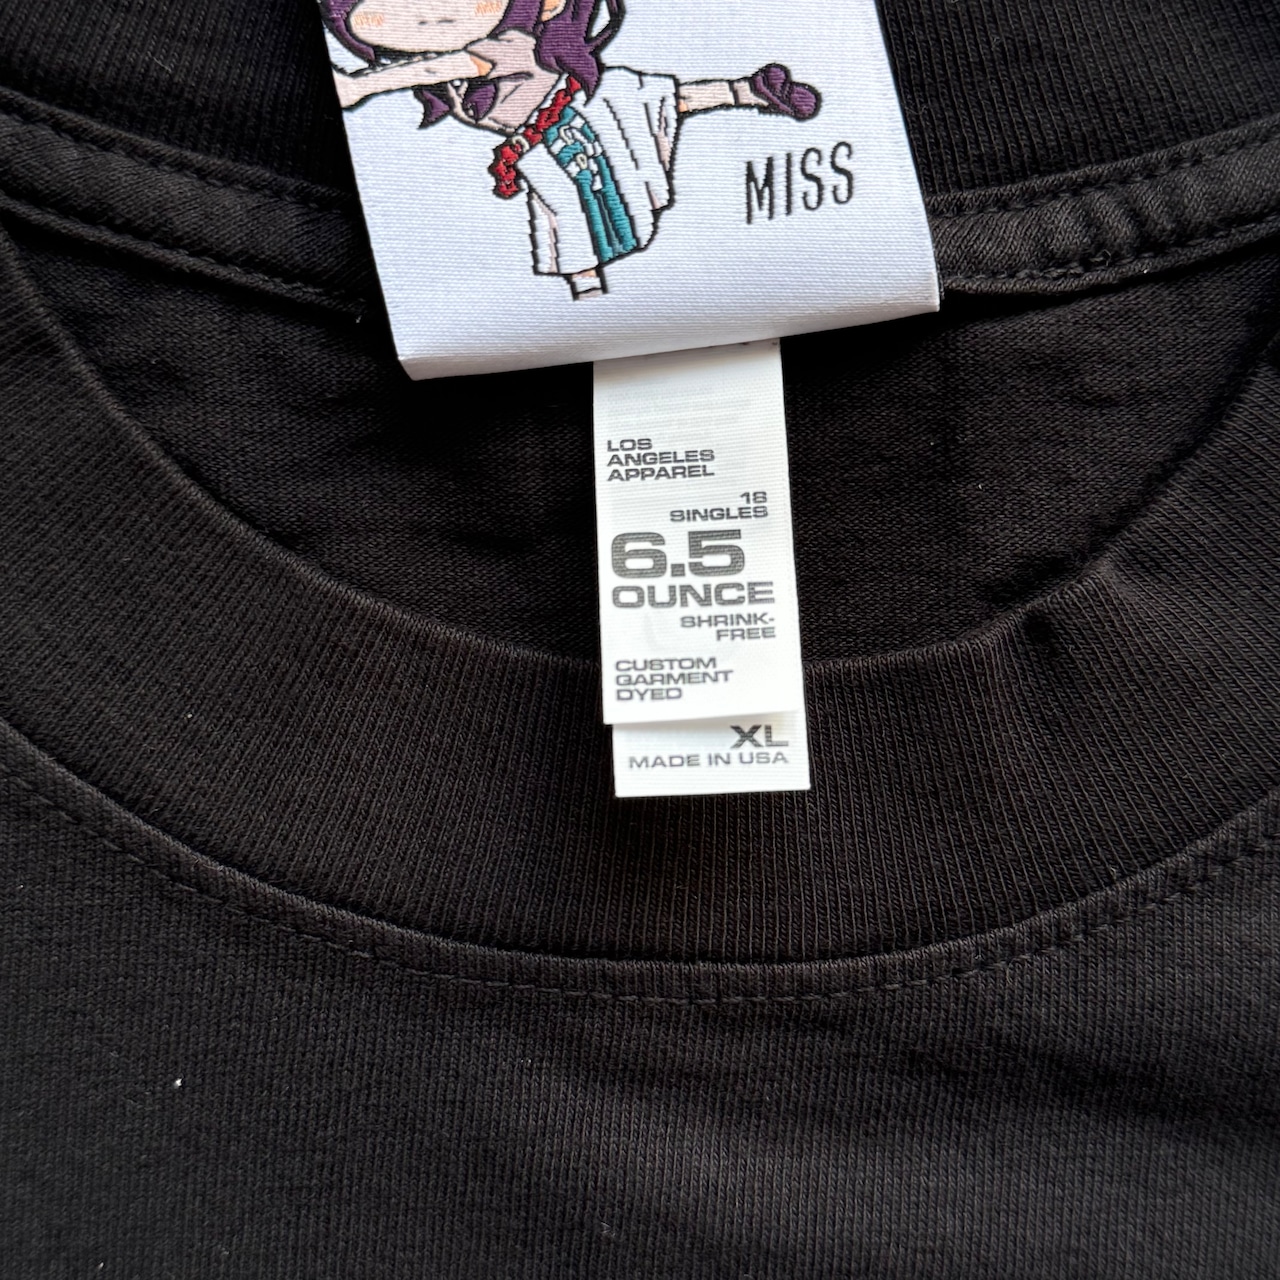 MISS
LOS
ANGELES
APPAREL
18
SINGLES
6.5
OUNCE
SHRINK-
FREE
CUSTOM
GARMENT
DYED
XL
MADE IN USA